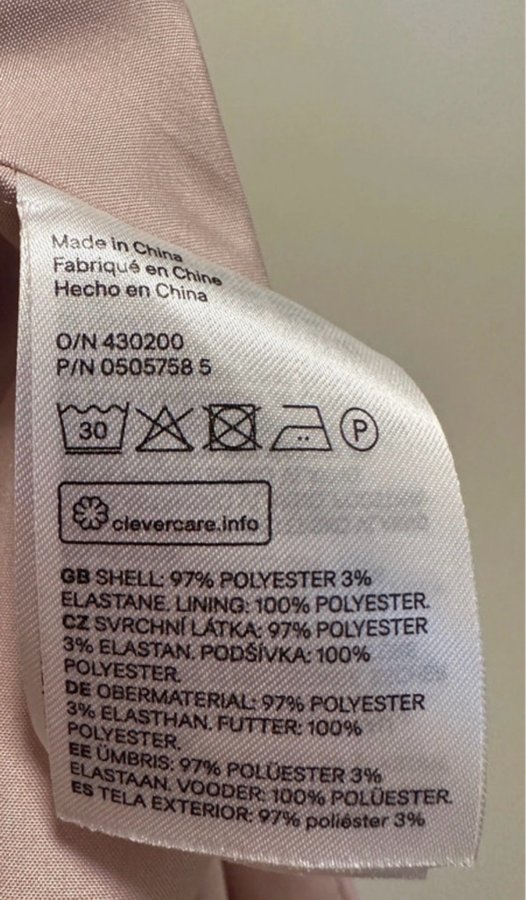 Made in China
Fabriqué en Chine
Hecho en China
O/N 430200
P/N 0505758 5
30
P
clevercare.info
GB SHELL: 97% POLYESTER 3%
ELASTANE. LINING: 100% POLYESTER.
CZ SVRCHNÍ LÁTKA: 97% POLYESTER
3% ELASTAN. PODŠÍVKA: 100%
POLYESTER.
DE OBERMATERIAL: 97% POLYESTER
3% ELASTHAN. FUTTER: 100%
POLYESTER.
EE ÜMBRIS: 97% POLÜESTER 3%
ELASTAAN. VOODER: 100% POLÜESTER.
ES TELA EXTERIOR: 97% poliéster 3%